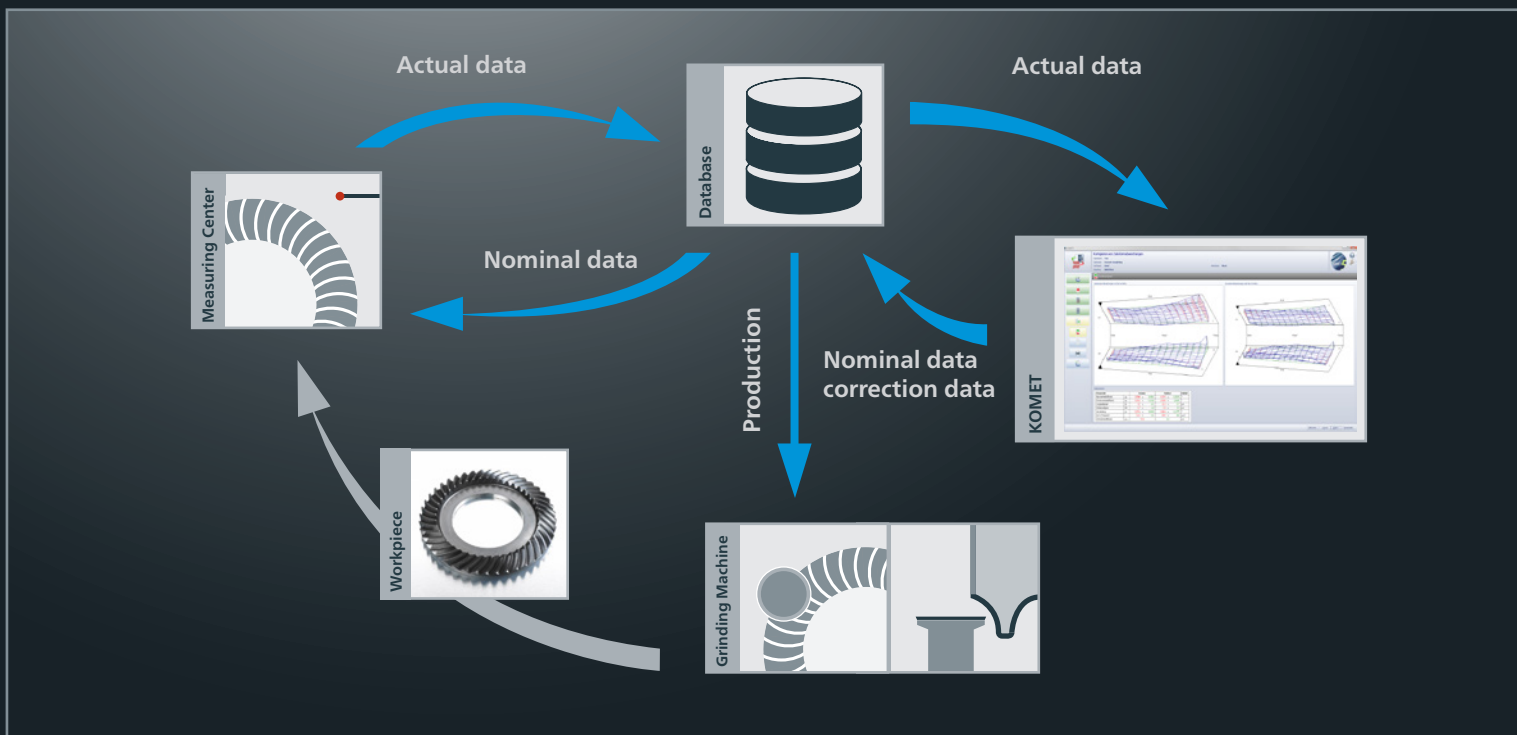 Actual data
Actual data
Database
Measuring Center
Nominal data
Production
Nominal data
correction data
KOMET
Workpiece
Grinding Machine